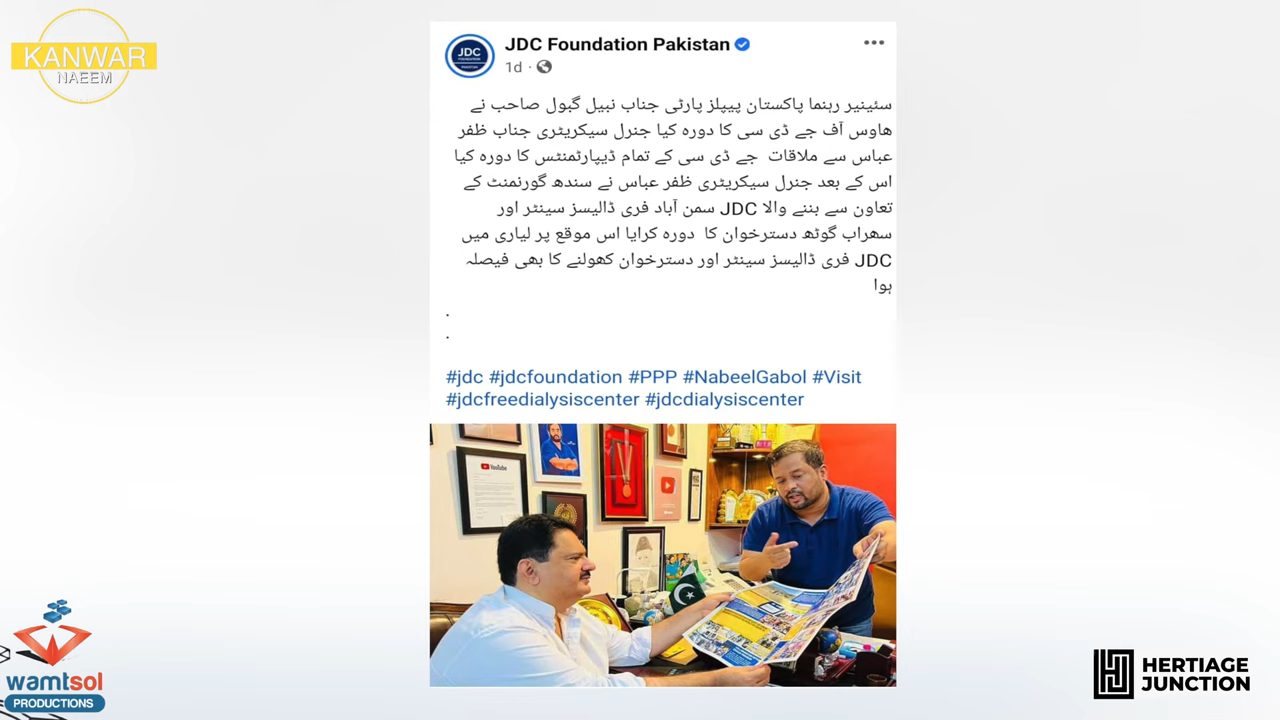 KANWAR
NAEEM
JDC Foundation Pakistan
1d ·
سئینیر رہنما پاکستان پیپلز پارٹی جناب نبیل گبول صاحب نے
ھاوس آف جے ڈی سی کا دورہ کیا جنرل سیکریٹری جناب ظفر
عباس سے ملاقات جے ڈی سی کے تمام ڈیپارٹمنٹس کا دورہ کیا
اس کے بعد جنرل سیکریٹری ظفر عباس نے سندھ گورنمنٹ کے
تعاون سے بننے والا JDC سمن آباد فری ڈالیسز سینٹر اور
سھراب گوٹھ دسترخوان کا دورہ کرایا اس موقع پر لیاری میں
JDC فری ڈالیسز سینٹر اور دسترخوان کھولنے کا بھی فیصلہ
ہوا
.
.
#jdc #jdcfoundation #PPP #NabeelGabol #Visit
#jdcfreedialysiscenter #jdcdialysiscenter
YouTube
wamtsol
PRODUCTIONS
HERTIAGE
JUNCTION